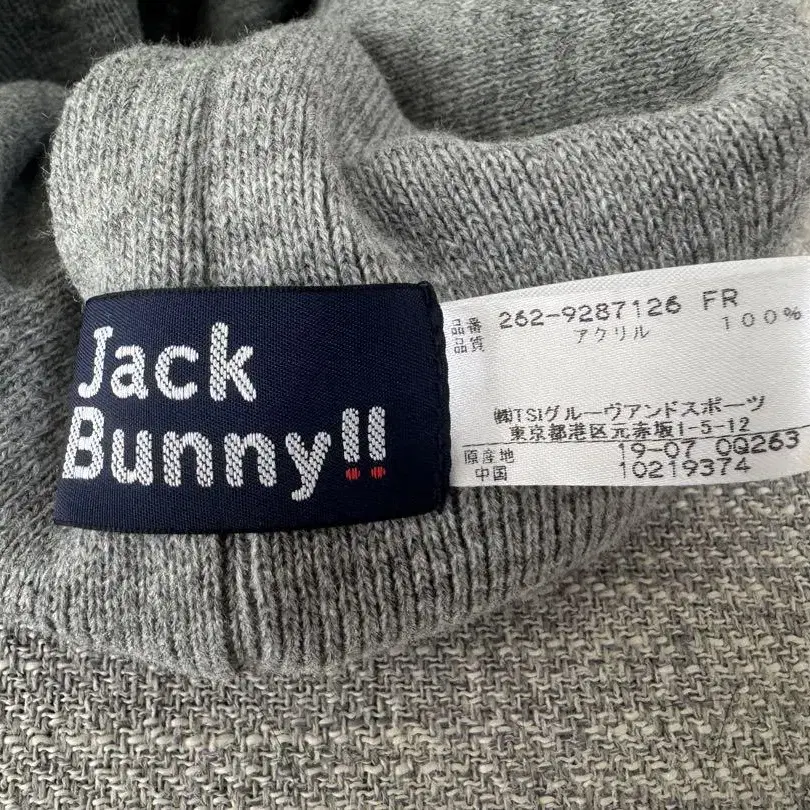 Jack
Bunny!!
品番 262-9287126 FR
品質 アクリル 100%
㈱TSIグルーヴアンドスポーツ
東京都港区元赤坂1-5-12
原産地 19-07 0Q263
中国 10219374